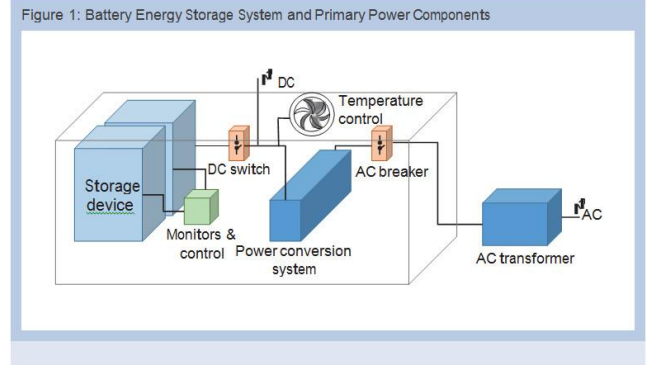 Figure 1: Battery Energy Storage System and Primary Power Components
DC
Temperature
control
DC switch
AC breaker
Storage
device
Monitors &
control
Power conversion
system
AC
AC transformer